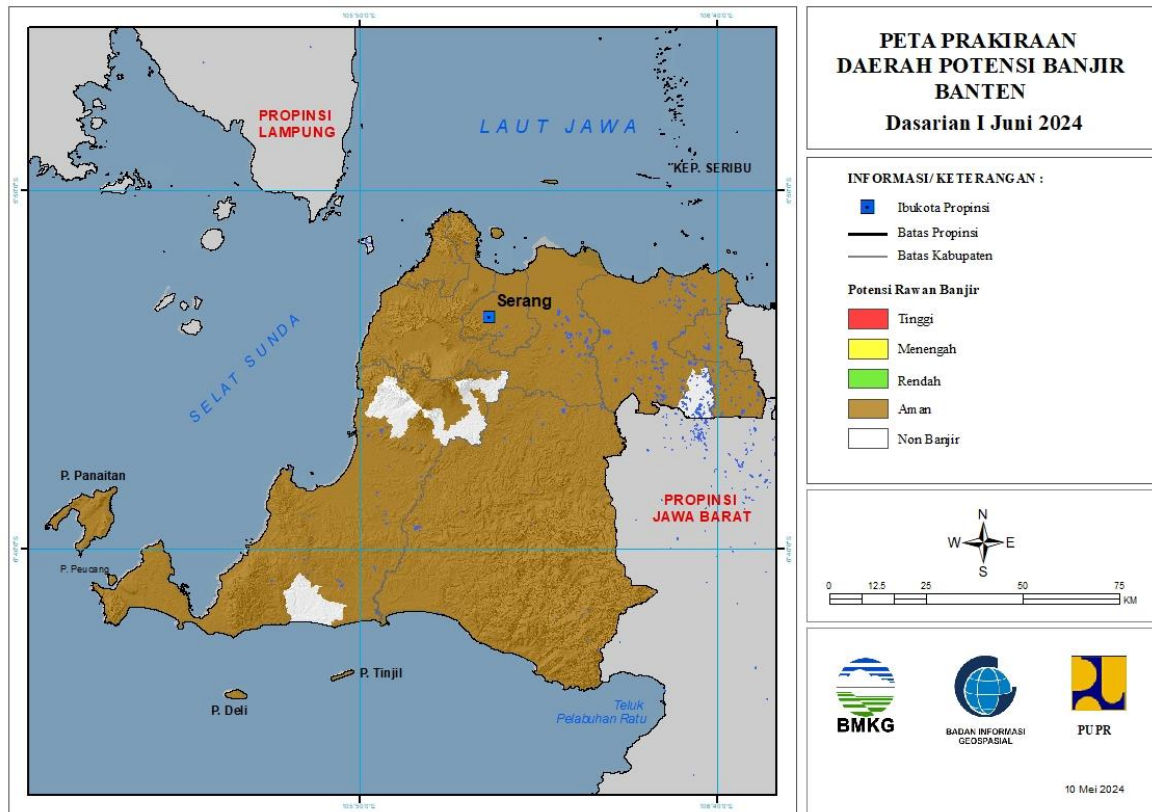 PETA PRAKIRAAN
DAERAH POTENSI BANJIR
BANTEN
Dasarian I Juni 2024
INFORMASI/ KETERANGAN :
Ibukota Propinsi
Batas Propinsi
Batas Kabupaten
Potensi Rawan Banjir
Tinggi
Menengah
Rendah
Aman
Non Banjir
N
W E
S
0 12.5 25 50 75
KM
BMKG
BADAN INFORMASI
GEOSPASIAL
PUPR
10 Mei 2024
PROPINSI
LAMPUNG
LAUT JAWA
KEP. SERIBU
Serang
SELAT SUNDA
P. Panaitan
P. Peucang
PROPINSI
JAWA BARAT
P. Tinjil
P. Deli
Teluk
Pelabuhan Ratu